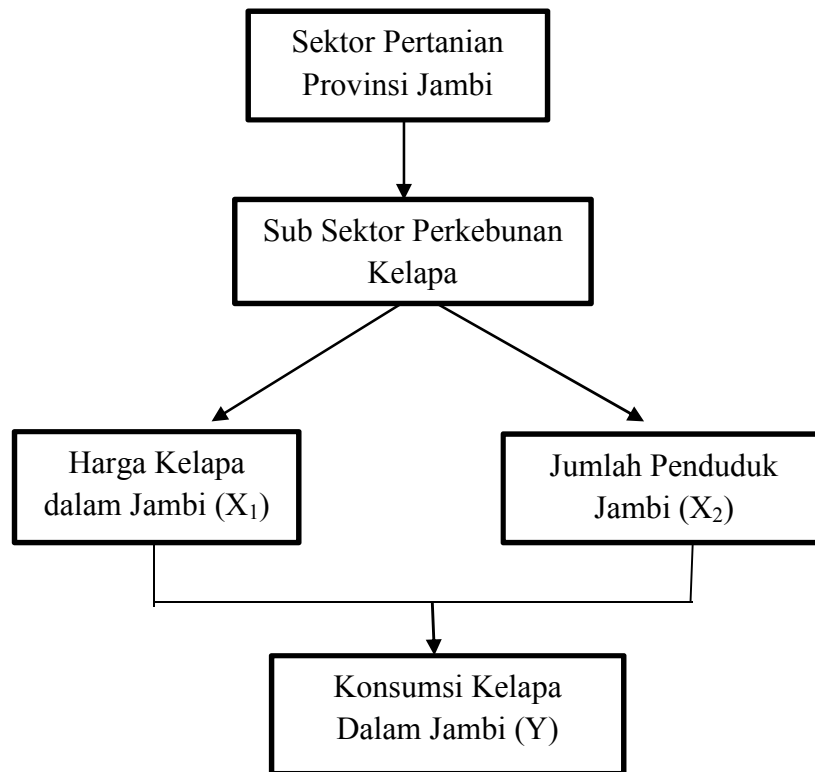 Sektor Pertanian
Provinsi Jambi
Sub Sektor Perkebunan
Kelapa
Harga Kelapa
dalam Jambi (X₁)
Jumlah Penduduk
Jambi (X₂)
Konsumsi Kelapa
Dalam Jambi (Y)